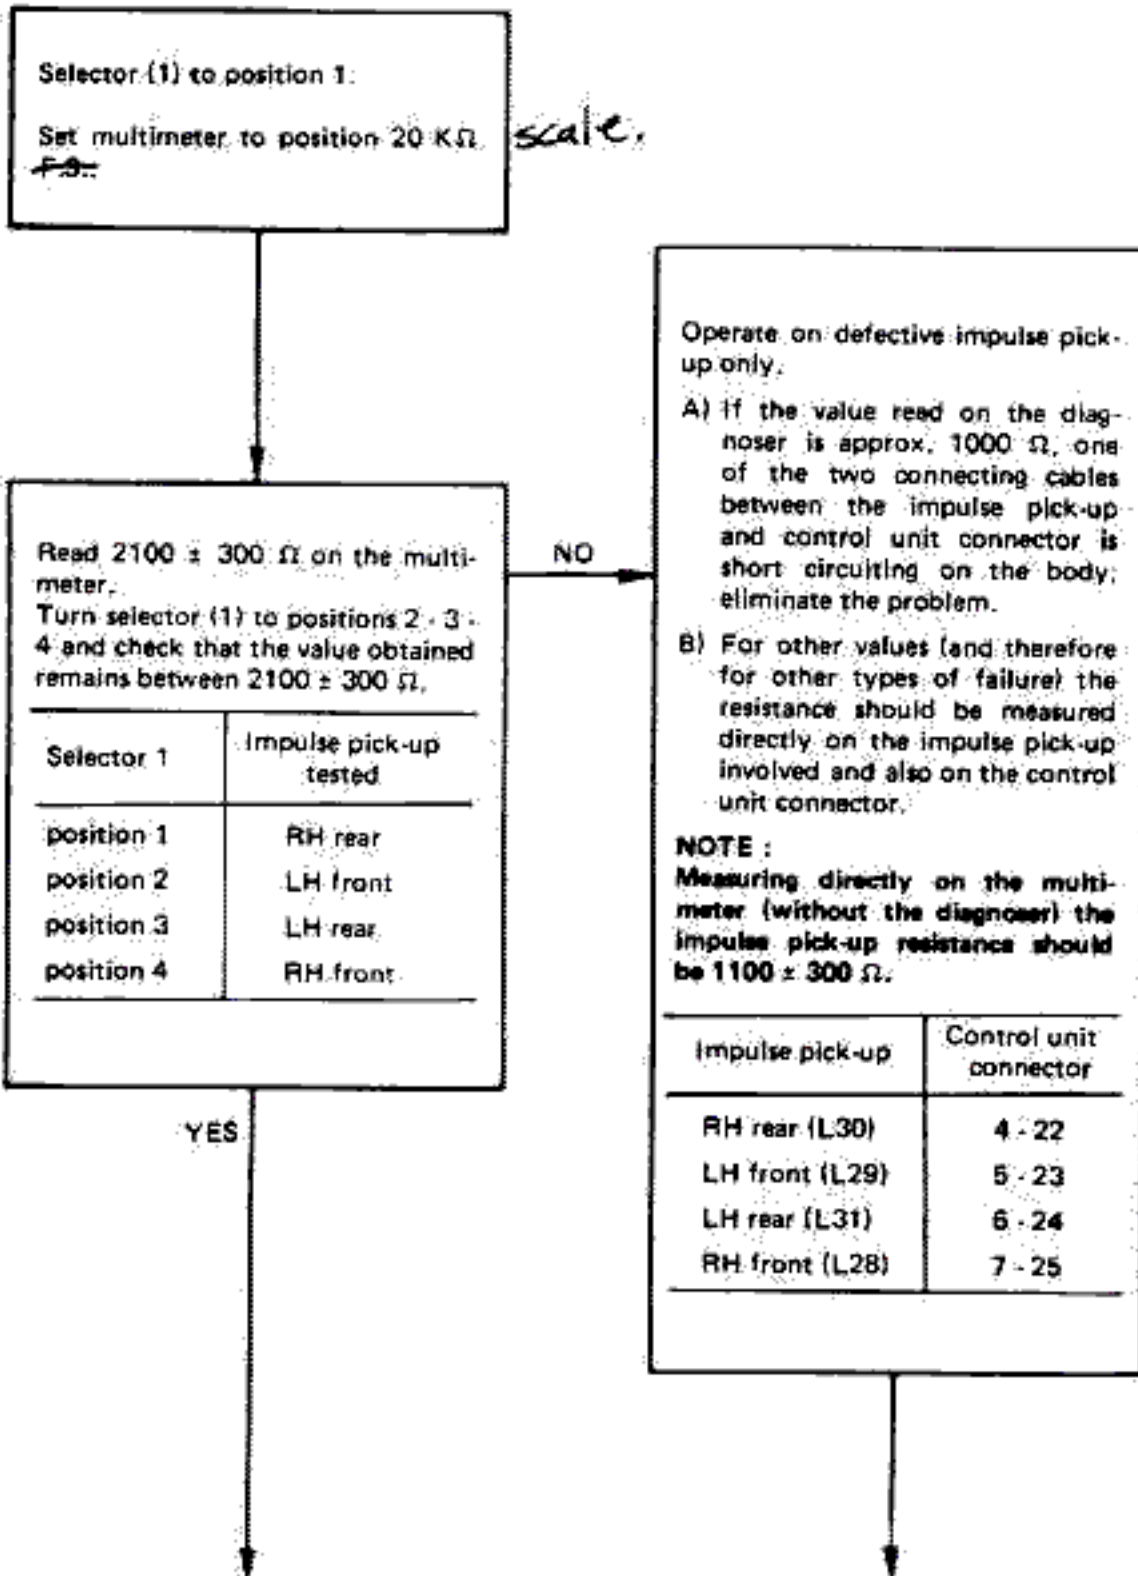 Selector (1) to position 1.
Set multimeter to position 20 KΩ scale.
F.S.:
Read 2100 ± 300 Ω on the multi-
meter.
Turn selector (1) to positions 2 - 3 -
4 and check that the value obtained
remains between 2100 ± 300 Ω.
Selector 1
Impulse pick-up
tested
position 1 RH rear
position 2 LH front
position 3 LH rear
position 4 RH front
YES
NO
Operate on defective impulse pick-
up only.
A) If the value read on the diag-
noser is approx. 1000 Ω, one
of the two connecting cables
between the impulse pick-up
and control unit connector is
short circuiting on the body;
eliminate the problem.
B) For other values (and therefore
for other types of failure) the
resistance should be measured
directly on the impulse pick-up
involved and also on the control
unit connector.
NOTE :
Measuring directly on the multi-
meter (without the diagnoser) the
impulse pick-up resistance should
be 1100 ± 300 Ω.
Impulse pick-up
Control unit
connector
RH rear (L30) 4 - 22
LH front (L29) 5 - 23
LH rear (L31) 6 - 24
RH front (L28) 7 - 25